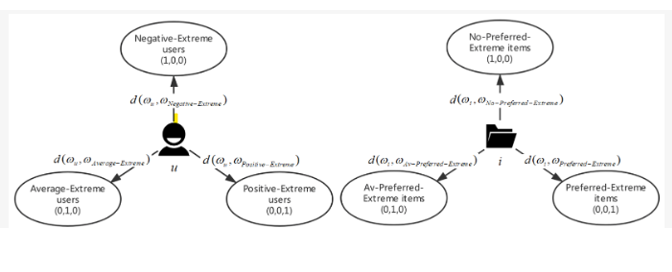 Negative-Extreme
users
(1,0,0)
d(ω_u, ω_Negative-Extreme)
u
d(ω_u, ω_Average-Extreme)
d(ω_u, ω_Positive-Extreme)
Average-Extreme
users
(0,1,0)
Positive-Extreme
users
(0,0,1)
No-Preferred-
Extreme items
(1,0,0)
d(ω_i, ω_No-Preferred-Extreme)
i
d(ω_i, ω_Av-Preferred-Extreme)
d(ω_i, ω_Preferred-Extreme)
Av-Preferred-
Extreme items
(0,1,0)
Preferred-Extreme
items
(0,0,1)